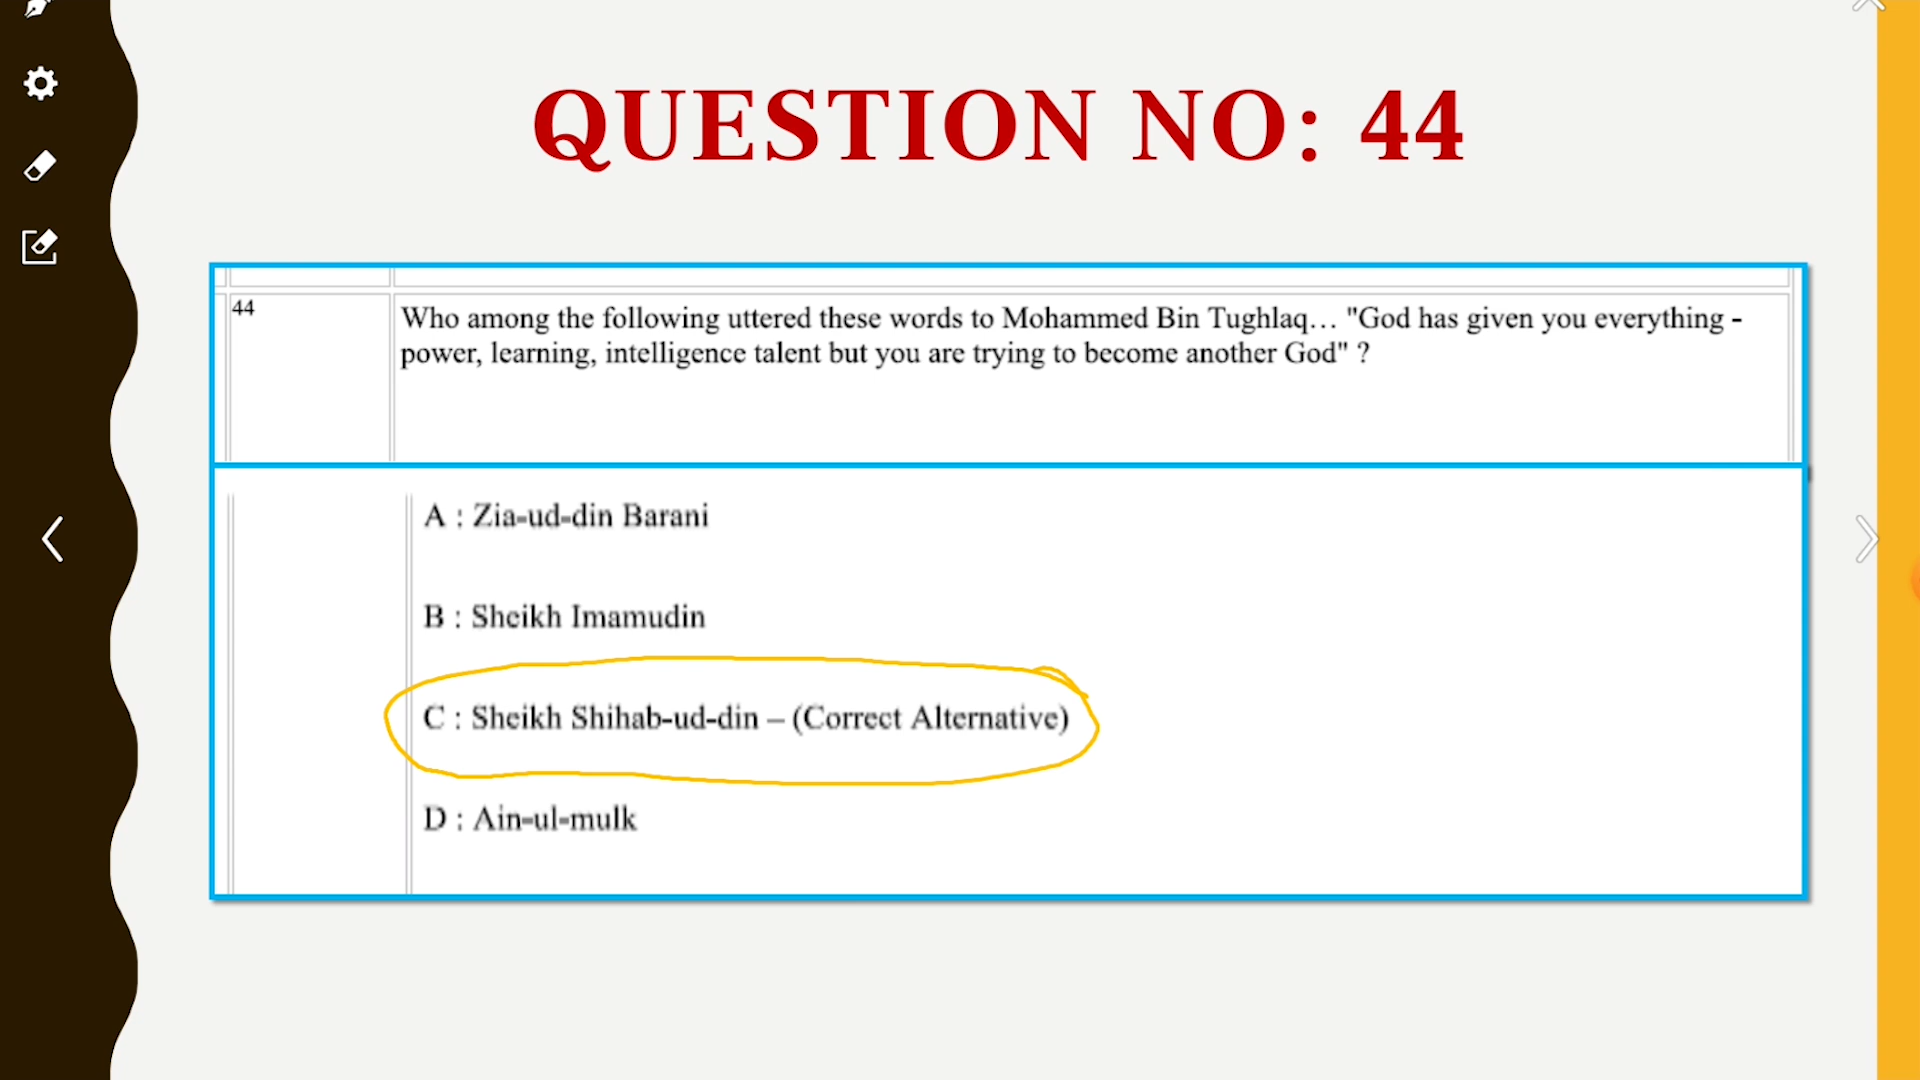 QUESTION NO: 44
44
Who among the following uttered these words to Mohammed Bin Tughlaq... "God has given you everything -
power, learning, intelligence talent but you are trying to become another God" ?
A : Zia-ud-din Barani
B : Sheikh Imamudin
C : Sheikh Shihab-ud-din – (Correct Alternative)
D : Ain-ul-mulk